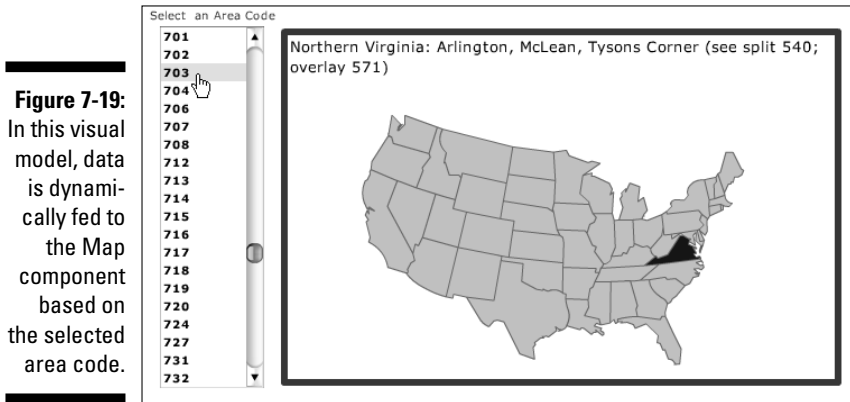 Figure 7-19:
In this visual
model, data
is dynami-
cally fed to
the Map
component
based on
the selected
area code.
Select an Area Code
701
702
703
704
706
707
708
712
713
714
715
716
717
718
719
720
724
727
731
732
Northern Virginia: Arlington, McLean, Tysons Corner (see split 540;
overlay 571)